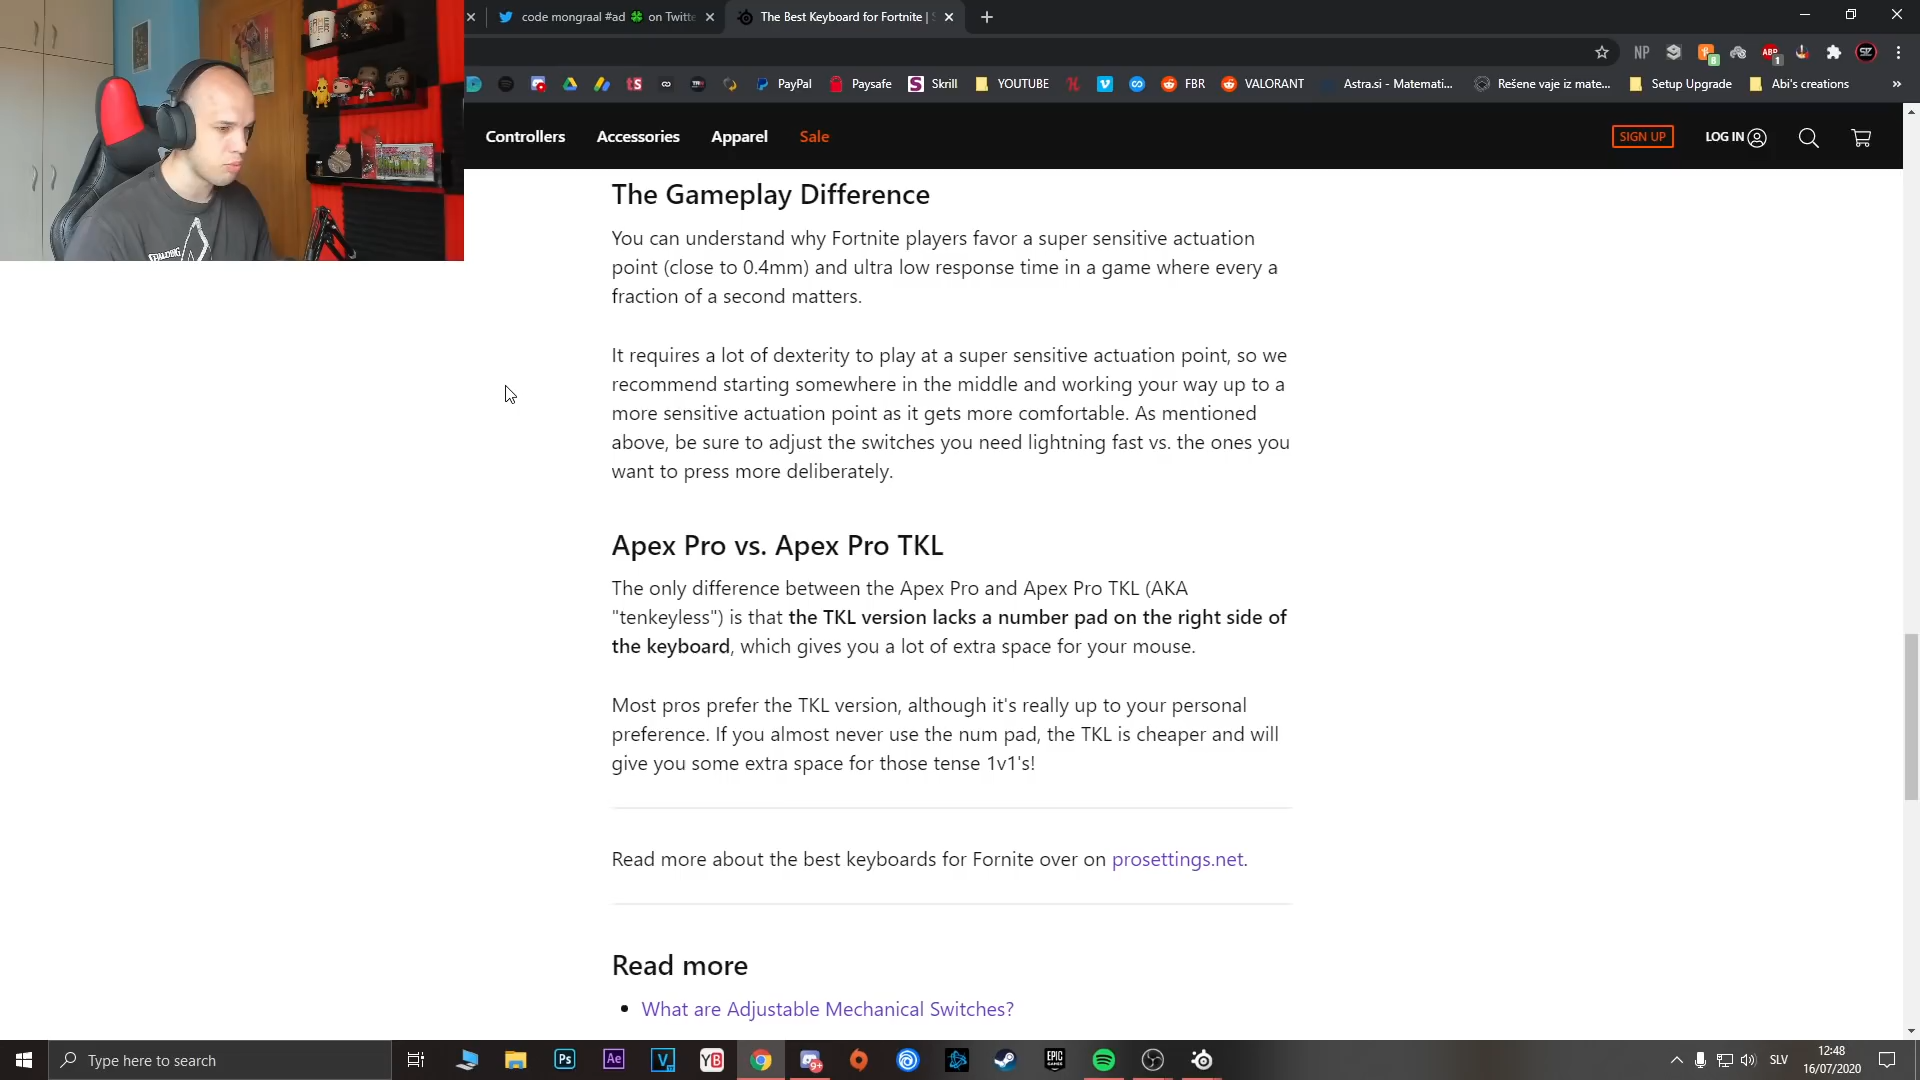 code mongraal #ad 🍀 on Twitte
The Best Keyboard for Fortnite | S
NP
ABP
8
1
PayPal
Paysafe
Skrill
YOUTUBE
FBR
VALORANT
Astra.si - Matemati...
Rešene vaje iz mate...
Setup Upgrade
Abi's creations
»
Controllers
Accessories
Apparel
Sale
SIGN UP
LOG IN
The Gameplay Difference
You can understand why Fortnite players favor a super sensitive actuation
point (close to 0.4mm) and ultra low response time in a game where every a
fraction of a second matters.
It requires a lot of dexterity to play at a super sensitive actuation point, so we
recommend starting somewhere in the middle and working your way up to a
more sensitive actuation point as it gets more comfortable. As mentioned
above, be sure to adjust the switches you need lightning fast vs. the ones you
want to press more deliberately.
Apex Pro vs. Apex Pro TKL
The only difference between the Apex Pro and Apex Pro TKL (AKA
"tenkeyless") is that the TKL version lacks a number pad on the right side of
the keyboard, which gives you a lot of extra space for your mouse.
Most pros prefer the TKL version, although it's really up to your personal
preference. If you almost never use the num pad, the TKL is cheaper and will
give you some extra space for those tense 1v1's!
Read more about the best keyboards for Fornite over on prosettings.net.
Read more
• What are Adjustable Mechanical Switches?
SPALDING
Type here to search
Ps
Ae
V
YB
9+
EPIC
GAMES
SLV
12:48
16/07/2020